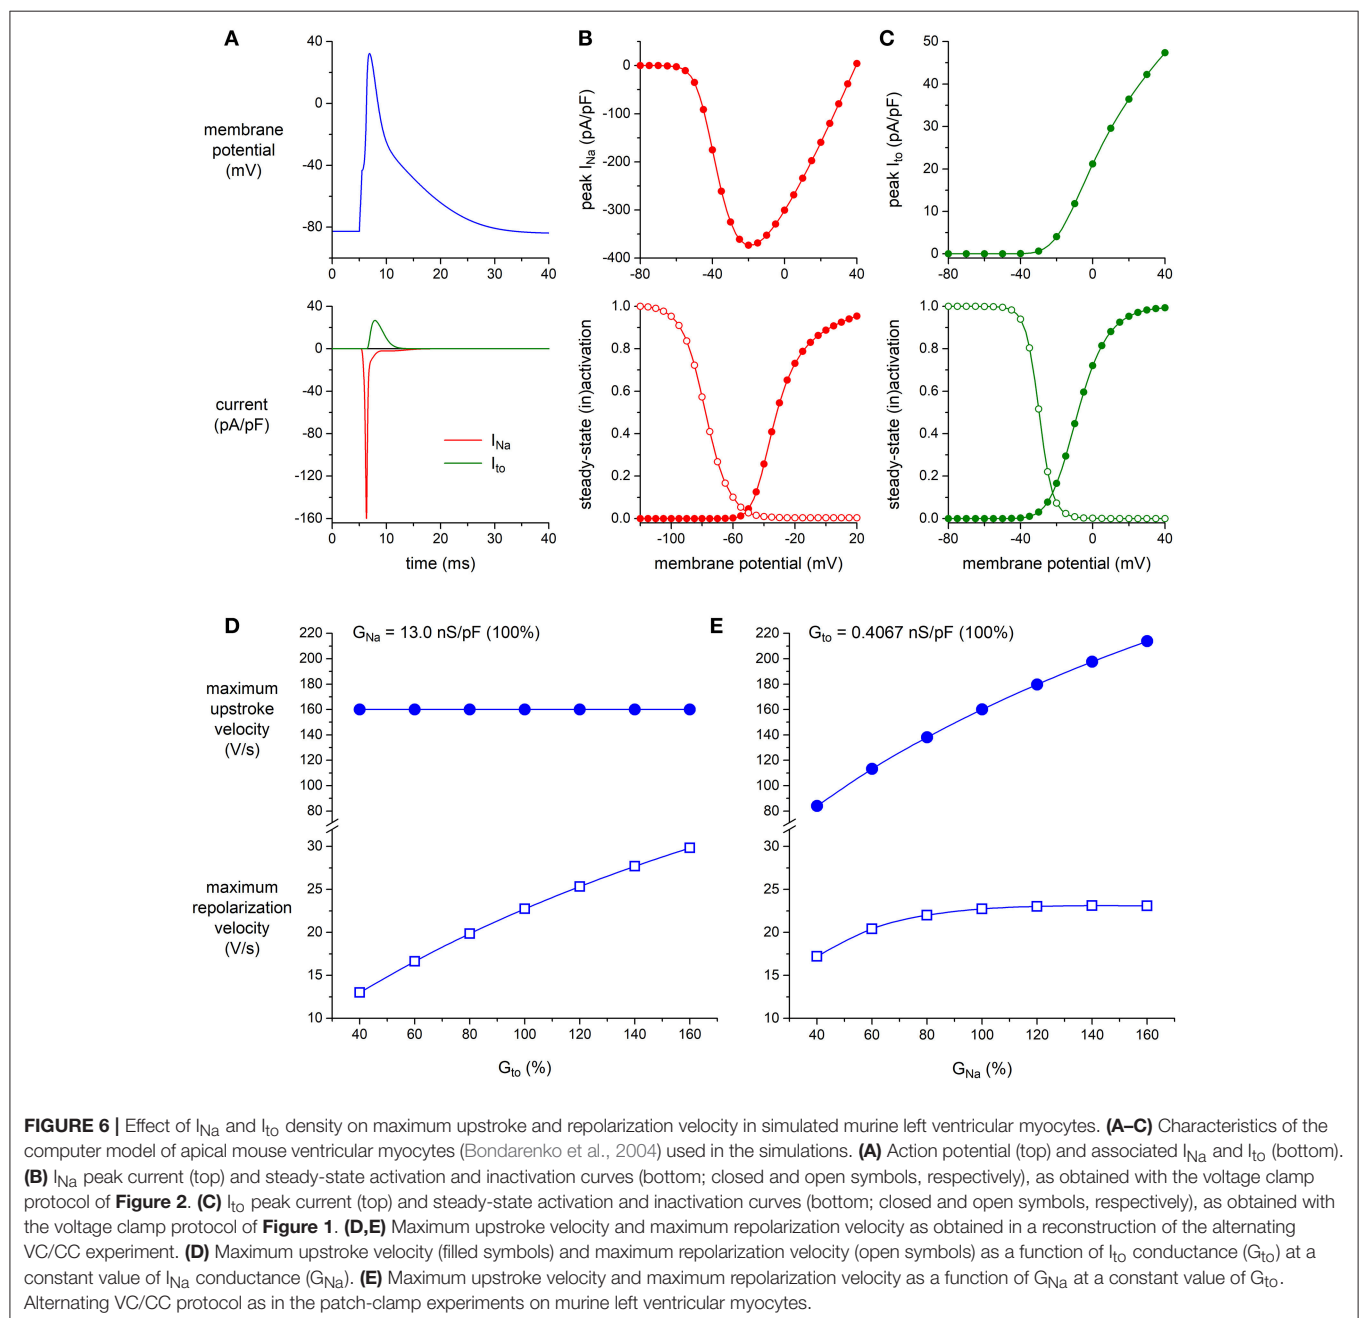 A
B
C
membrane
potential
(mV)
40
0
-40
-80
0 10 20 30 40
peak I_Na (pA/pF)
0
-100
-200
-300
-400
-80 -40 0 40
peak I_to (pA/pF)
50
40
30
20
10
0
-80 -40 0 40
current
(pA/pF)
40
0
-40
-80
-120
-160
I_Na
I_to
0 10 20 30 40
time (ms)
steady-state (in)activation
1.0
0.8
0.6
0.4
0.2
0.0
-100 -60 -20 20
membrane potential (mV)
steady-state (in)activation
1.0
0.8
0.6
0.4
0.2
0.0
-80 -40 0 40
membrane potential (mV)
D
G_Na = 13.0 nS/pF (100%)
maximum
upstroke
velocity
(V/s)
220
200
180
160
140
120
100
80
maximum
repolarization
velocity
(V/s)
30
25
20
15
10
40 60 80 100 120 140 160
G_to (%)
E
G_to = 0.4067 nS/pF (100%)
220
200
180
160
140
120
100
80
30
25
20
15
10
40 60 80 100 120 140 160
G_Na (%)
FIGURE 6 | Effect of I_Na and I_to density on maximum upstroke and repolarization velocity in simulated murine left ventricular myocytes. (A–C) Characteristics of the
computer model of apical mouse ventricular myocytes (Bondarenko et al., 2004) used in the simulations. (A) Action potential (top) and associated I_Na and I_to (bottom).
(B) I_Na peak current (top) and steady-state activation and inactivation curves (bottom; closed and open symbols, respectively), as obtained with the voltage clamp
protocol of Figure 2. (C) I_to peak current (top) and steady-state activation and inactivation curves (bottom; closed and open symbols, respectively), as obtained with
the voltage clamp protocol of Figure 1. (D,E) Maximum upstroke velocity and maximum repolarization velocity as obtained in a reconstruction of the alternating
VC/CC experiment. (D) Maximum upstroke velocity (filled symbols) and maximum repolarization velocity (open symbols) as a function of I_to conductance (G_to) at a
constant value of I_Na conductance (G_Na). (E) Maximum upstroke velocity and maximum repolarization velocity as a function of G_Na at a constant value of G_to.
Alternating VC/CC protocol as in the patch-clamp experiments on murine left ventricular myocytes.